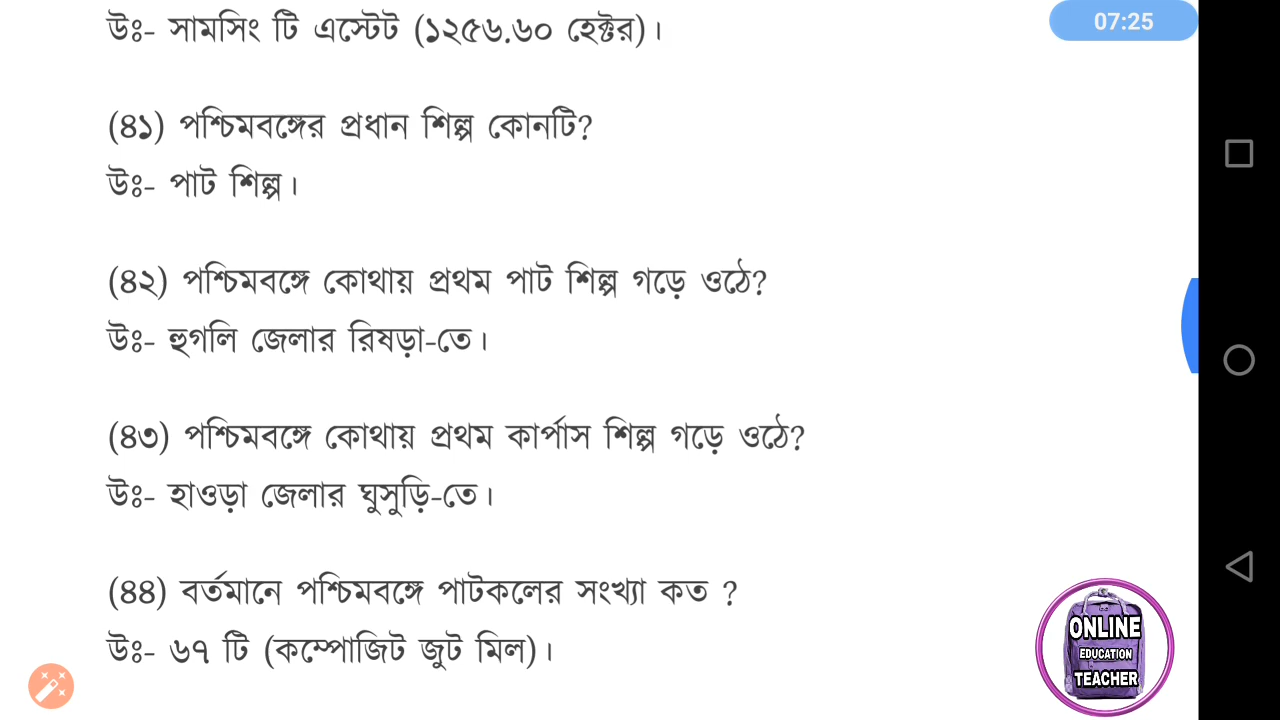 উঃ- সামসিং টি এস্টেট (১২৫৬.৬০ হেক্টর)।
07:25
(৪১) পশ্চিমবঙ্গের প্রধান শিল্প কোনটি?
উঃ- পাট শিল্প।
(৪২) পশ্চিমবঙ্গে কোথায় প্রথম পাট শিল্প গড়ে ওঠে?
উঃ- হুগলি জেলার রিষড়া-তে।
(৪৩) পশ্চিমবঙ্গে কোথায় প্রথম কার্পাস শিল্প গড়ে ওঠে?
উঃ- হাওড়া জেলার ঘুসুড়ি-তে।
(৪৪) বর্তমানে পশ্চিমবঙ্গে পাটকলের সংখ্যা কত ?
উঃ- ৬৭ টি (কম্পোজিট জুট মিল)।
ONLINE
EDUCATION
TEACHER